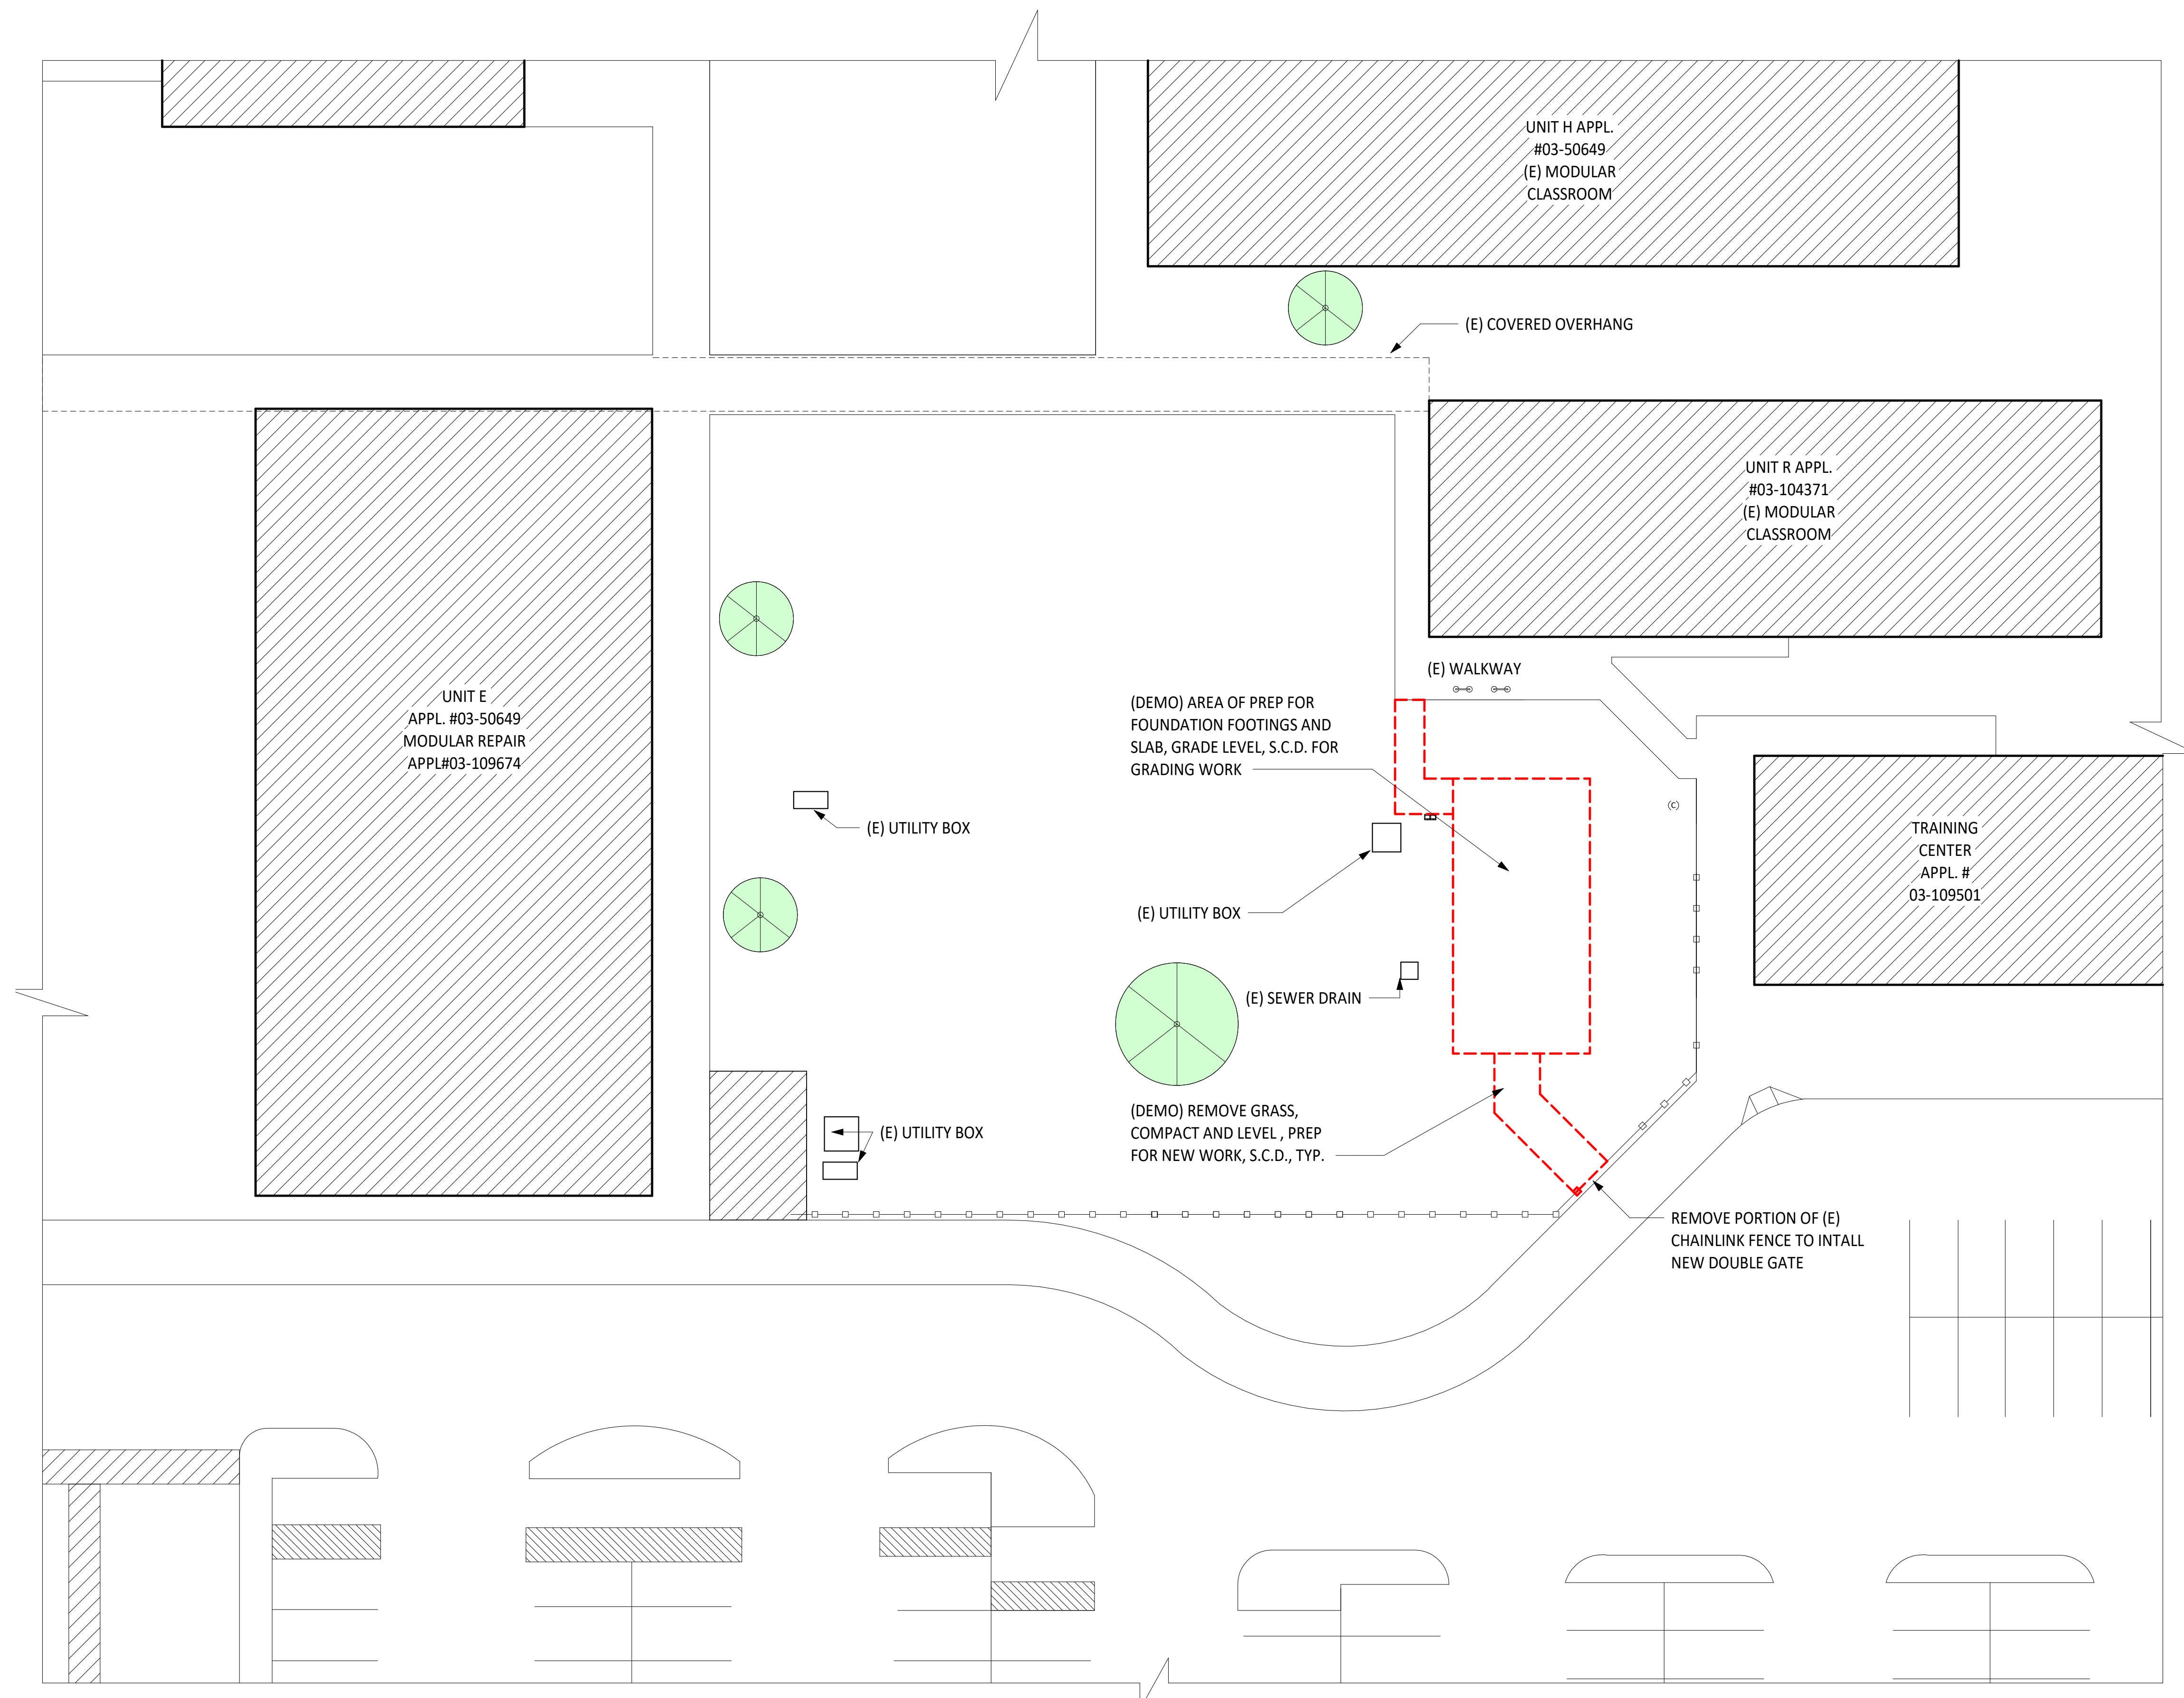 UNIT H APPL.
#03-50649
(E) MODULAR
CLASSROOM
(E) COVERED OVERHANG
UNIT R APPL.
#03-104371
(E) MODULAR
CLASSROOM
(E) WALKWAY
UNIT E
APPL. #03-50649
MODULAR REPAIR
APPL#03-109674
(DEMO) AREA OF PREP FOR
FOUNDATION FOOTINGS AND
SLAB, GRADE LEVEL, S.C.D. FOR
GRADING WORK
(C)
(E) UTILITY BOX
TRAINING
CENTER
APPL. #
03-109501
(E) UTILITY BOX
(E) SEWER DRAIN
(DEMO) REMOVE GRASS,
COMPACT AND LEVEL , PREP
FOR NEW WORK, S.C.D., TYP.
(E) UTILITY BOX
REMOVE PORTION OF (E)
CHAINLINK FENCE TO INTALL
NEW DOUBLE GATE